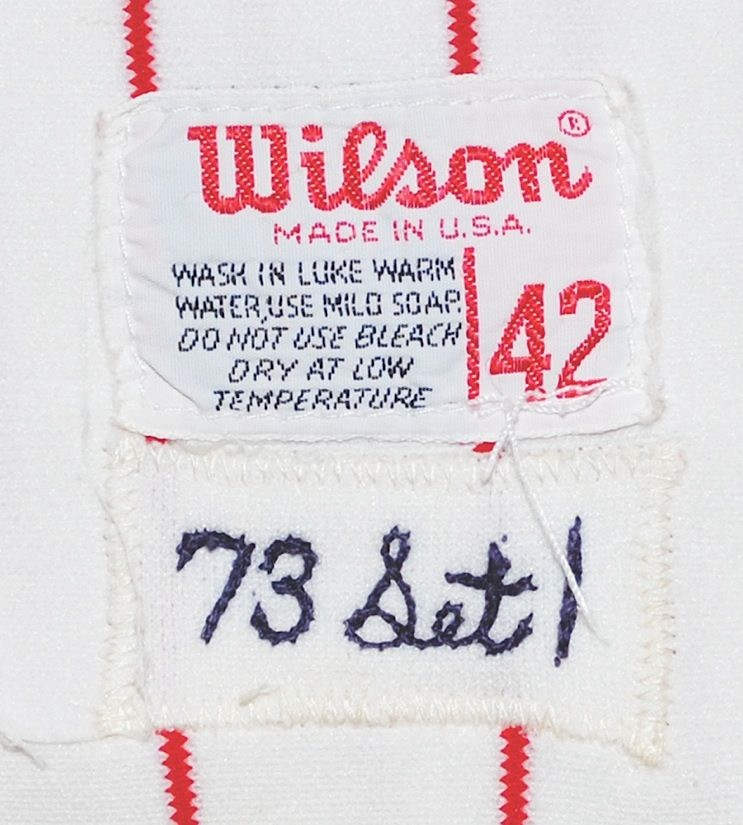 Wilson®
MADE IN U.S.A.
WASH IN LUKE WARM
WATER, USE MILD SOAP.
DO NOT USE BLEACH
DRY AT LOW
TEMPERATURE
42
73 Set 1